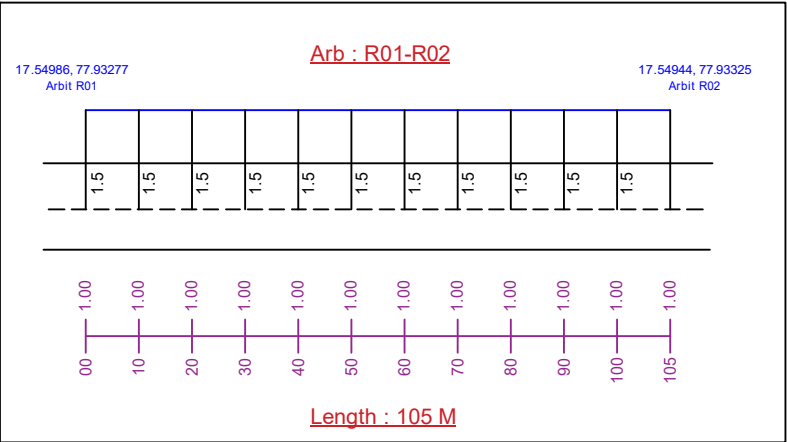 Arb : R01-R02
17.54986, 77.93277
Arbit R01
17.54944, 77.93325
Arbit R02
1.5 1.5 1.5 1.5 1.5 1.5 1.5 1.5 1.5 1.5 1.5
1.00 1.00 1.00 1.00 1.00 1.00 1.00 1.00 1.00 1.00 1.00 1.00
00 10 20 30 40 50 60 70 80 90 100 105
Length : 105 M